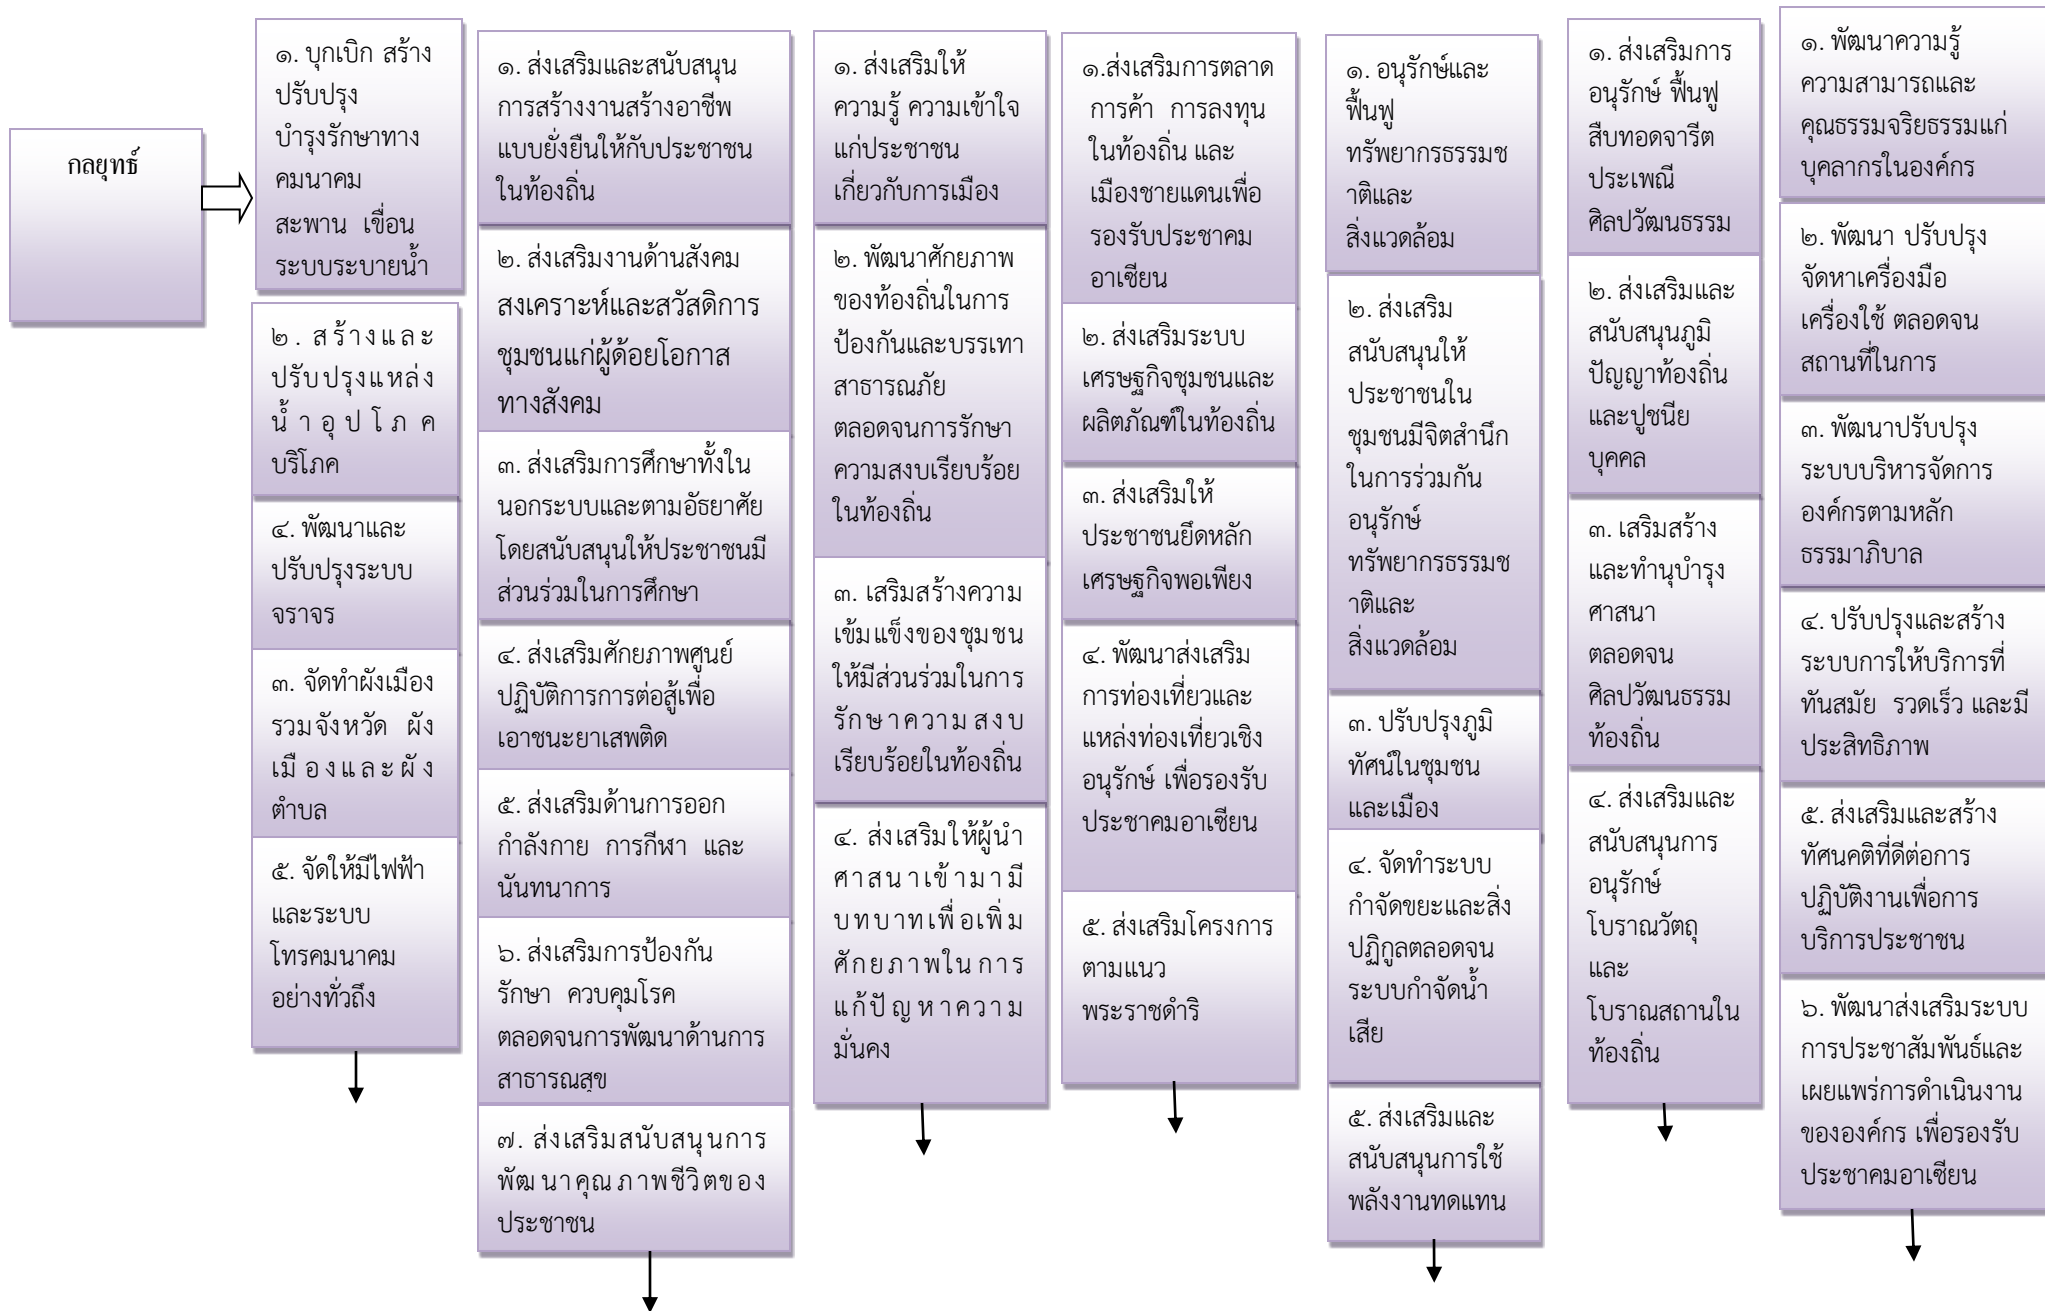 กลยุทธ์
๑. บุกเบิก สร้าง
ปรับปรุง
บำรุงรักษาทาง
คมนาคม
สะพาน เขื่อน
ระบบระบายน้ำ
๒. สร้างและ
ปรับปรุงแหล่ง
น้ำอุปโภค
บริโภค
๔. พัฒนาและ
ปรับปรุงระบบ
จราจร
๓. จัดทำผังเมือง
รวมจังหวัด ผัง
เมืองและผัง
ตำบล
๕. จัดให้มีไฟฟ้า
และระบบ
โทรคมนาคม
อย่างทั่วถึง
๑. ส่งเสริมและสนับสนุน
การสร้างงานสร้างอาชีพ
แบบยั่งยืนให้กับประชาชน
ในท้องถิ่น
๒. ส่งเสริมงานด้านสังคม
สงเคราะห์และสวัสดิการ
ชุมชนแก่ผู้ด้อยโอกาส
ทางสังคม
๓. ส่งเสริมการศึกษาทั้งใน
นอกระบบและตามอัธยาศัย
โดยสนับสนุนให้ประชาชนมี
ส่วนร่วมในการศึกษา
๔. ส่งเสริมศักยภาพศูนย์
ปฏิบัติการการต่อสู้เพื่อ
เอาชนะยาเสพติด
๕. ส่งเสริมด้านการออก
กำลังกาย การกีฬา และ
นันทนาการ
๖. ส่งเสริมการป้องกัน
รักษา ควบคุมโรค
ตลอดจนการพัฒนาด้านการ
สาธารณสุข
๗. ส่งเสริมสนับสนุนการ
พัฒนาคุณภาพชีวิตของ
ประชาชน
๑. ส่งเสริมให้
ความรู้ ความเข้าใจ
แก่ประชาชน
เกี่ยวกับการเมือง
๒. พัฒนาศักยภาพ
ของท้องถิ่นในการ
ป้องกันและบรรเทา
สาธารณภัย
ตลอดจนการรักษา
ความสงบเรียบร้อย
ในท้องถิ่น
๓. เสริมสร้างความ
เข้มแข็งของชุมชน
ให้มีส่วนร่วมในการ
รักษาความสงบ
เรียบร้อยในท้องถิ่น
๔. ส่งเสริมให้ผู้นำ
ศาสนาเข้ามามี
บทบาทเพื่อเพิ่ม
ศักยภาพในการ
แก้ปัญหาความ
มั่นคง
๑.ส่งเสริมการตลาด
การค้า การลงทุน
ในท้องถิ่น และ
เมืองชายแดนเพื่อ
รองรับประชาคม
อาเซียน
๒. ส่งเสริมระบบ
เศรษฐกิจชุมชนและ
ผลิตภัณฑ์ในท้องถิ่น
๓. ส่งเสริมให้
ประชาชนยึดหลัก
เศรษฐกิจพอเพียง
๔. พัฒนาส่งเสริม
การท่องเที่ยวและ
แหล่งท่องเที่ยวเชิง
อนุรักษ์ เพื่อรองรับ
ประชาคมอาเซียน
๕. ส่งเสริมโครงการ
ตามแนว
พระราชดำริ
๑. อนุรักษ์และ
ฟื้นฟู
ทรัพยากรธรรมช
าติและ
สิ่งแวดล้อม
๒. ส่งเสริม
สนับสนุนให้
ประชาชนใน
ชุมชนมีจิตสำนึก
ในการร่วมกัน
อนุรักษ์
ทรัพยากรธรรมช
าติและ
สิ่งแวดล้อม
๓. ปรับปรุงภูมิ
ทัศน์ในชุมชน
และเมือง
๔. จัดทำระบบ
กำจัดขยะและสิ่ง
ปฏิกูลตลอดจน
ระบบกำจัดน้ำ
เสีย
๕. ส่งเสริมและ
สนับสนุนการใช้
พลังงานทดแทน
๑. ส่งเสริมการ
อนุรักษ์ ฟื้นฟู
สืบทอดจารีต
ประเพณี
ศิลปวัฒนธรรม
๒. ส่งเสริมและ
สนับสนุนภูมิ
ปัญญาท้องถิ่น
และปูชนีย
บุคคล
๓. เสริมสร้าง
และทำนุบำรุง
ศาสนา
ตลอดจน
ศิลปวัฒนธรรม
ท้องถิ่น
๔. ส่งเสริมและ
สนับสนุนการ
อนุรักษ์
โบราณวัตถุ
และ
โบราณสถานใน
ท้องถิ่น
๑. พัฒนาความรู้
ความสามารถและ
คุณธรรมจริยธรรมแก่
บุคลากรในองค์กร
๒. พัฒนา ปรับปรุง
จัดหาเครื่องมือ
เครื่องใช้ ตลอดจน
สถานที่ในการ
๓. พัฒนาปรับปรุง
ระบบบริหารจัดการ
องค์กรตามหลัก
ธรรมาภิบาล
๔. ปรับปรุงและสร้าง
ระบบการให้บริการที่
ทันสมัย รวดเร็ว และมี
ประสิทธิภาพ
๕. ส่งเสริมและสร้าง
ทัศนคติที่ดีต่อการ
ปฏิบัติงานเพื่อการ
บริการประชาชน
๖. พัฒนาส่งเสริมระบบ
การประชาสัมพันธ์และ
เผยแพร่การดำเนินงาน
ขององค์กร เพื่อรองรับ
ประชาคมอาเซียน